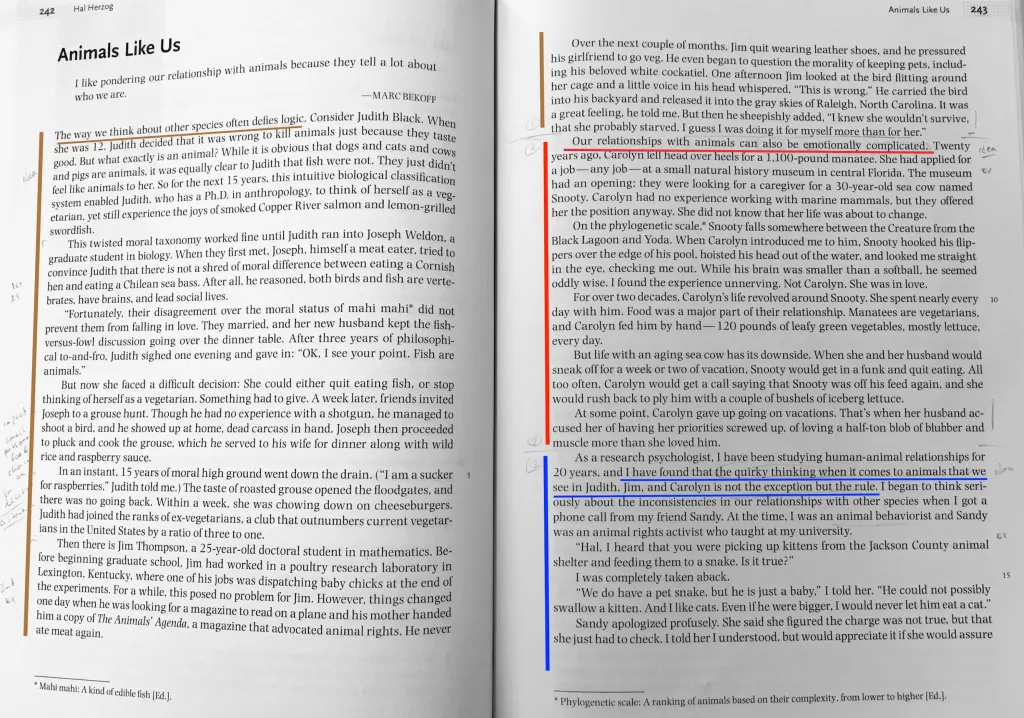 242 Hal Herzog
Animals Like Us
I like pondering our relationship with animals because they tell a lot about
who we are.
—MARC BEKOFF
The way we think about other species often defies logic. Consider Judith Black. When
she was 12, Judith decided that it was wrong to kill animals just because they taste
good. But what exactly is an animal? While it is obvious that dogs and cats and cows
and pigs are animals, it was equally clear to Judith that fish were not. They just didn't
feel like animals to her. So for the next 15 years, this intuitive biological classification
system enabled Judith, who has a Ph.D. in anthropology, to think of herself as a veg-
etarian, yet still experience the joys of smoked Copper River salmon and lemon-grilled
swordfish.
This twisted moral taxonomy worked fine until Judith ran into Joseph Weldon, a
graduate student in biology. When they first met, Joseph, himself a meat eater, tried to
convince Judith that there is not a shred of moral difference between eating a Cornish
hen and eating a Chilean sea bass. After all, he reasoned, both birds and fish are verte-
brates, have brains, and lead social lives.
"Fortunately, their disagreement over the moral status of mahi mahi* did not
prevent them from falling in love. They married, and her new husband kept the fish-
versus-fowl discussion going over the dinner table. After three years of philosophi-
cal to-and-fro, Judith sighed one evening and gave in: "OK, I see your point. Fish are
animals."
But now she faced a difficult decision: She could either quit eating fish, or stop
thinking of herself as a vegetarian. Something had to give. A week later, friends invited
Joseph to a grouse hunt. Though he had no experience with a shotgun, he managed to
shoot a bird, and he showed up at home, dead carcass in hand. Joseph then proceeded
to pluck and cook the grouse, which he served to his wife for dinner along with wild
rice and raspberry sauce.
In an instant, 15 years of moral high ground went down the drain. ("I am a sucker 5
for raspberries," Judith told me.) The taste of roasted grouse opened the floodgates, and
there was no going back. Within a week, she was chowing down on cheeseburgers.
Judith had joined the ranks of ex-vegetarians, a club that outnumbers current vegetar-
ians in the United States by a ratio of three to one.
Then there is Jim Thompson, a 25-year-old doctoral student in mathematics. Be-
fore beginning graduate school, Jim had worked in a poultry research laboratory in
Lexington, Kentucky, where one of his jobs was dispatching baby chicks at the end of
the experiments. For a while, this posed no problem for Jim. However, things changed
one day when he was looking for a magazine to read on a plane and his mother handed
him a copy of The Animals' Agenda, a magazine that advocated animal rights. He never
ate meat again.
* Mahi mahi: A kind of edible fish [Ed.].
Animals Like Us 243
Over the next couple of months, Jim quit wearing leather shoes, and he pressured
his girlfriend to go veg. He even began to question the morality of keeping pets, includ-
ing his beloved white cockatiel. One afternoon Jim looked at the bird flitting around
her cage and a little voice in his head whispered, "This is wrong." He carried the bird
into his backyard and released it into the gray skies of Raleigh, North Carolina. It was
a great feeling, he told me. But then he sheepishly added, "I knew she wouldn't survive,
that she probably starved. I guess I was doing it for myself more than for her."
Our relationships with animals can also be emotionally complicated. Twenty
years ago, Carolyn fell head over heels for a 1,100-pound manatee. She had applied for
a job—any job—at a small natural history museum in central Florida. The museum
had an opening; they were looking for a caregiver for a 30-year-old sea cow named
Snooty. Carolyn had no experience working with marine mammals, but they offered
her the position anyway. She did not know that her life was about to change.
On the phylogenetic scale,* Snooty falls somewhere between the Creature from the
Black Lagoon and Yoda. When Carolyn introduced me to him, Snooty hooked his flip-
pers over the edge of his pool, hoisted his head out of the water, and looked me straight
in the eye, checking me out. While his brain was smaller than a softball, he seemed
oddly wise. I found the experience unnerving. Not Carolyn. She was in love.
For over two decades, Carolyn's life revolved around Snooty. She spent nearly every 10
day with him. Food was a major part of their relationship. Manatees are vegetarians,
and Carolyn fed him by hand—120 pounds of leafy green vegetables, mostly lettuce,
every day.
But life with an aging sea cow has its downside. When she and her husband would
sneak off for a week or two of vacation, Snooty would get in a funk and quit eating. All
too often, Carolyn would get a call saying that Snooty was off his feed again, and she
would rush back to ply him with a couple of bushels of iceberg lettuce.
At some point, Carolyn gave up going on vacations. That's when her husband ac-
cused her of having her priorities screwed up, of loving a half-ton blob of blubber and
muscle more than she loved him.
As a research psychologist, I have been studying human-animal relationships for
20 years, and I have found that the quirky thinking when it comes to animals that we
see in Judith, Jim, and Carolyn is not the exception but the rule. I began to think seri-
ously about the inconsistencies in our relationships with other species when I got a
phone call from my friend Sandy. At the time, I was an animal behaviorist and Sandy
was an animal rights activist who taught at my university.
"Hal, I heard that you were picking up kittens from the Jackson County animal
shelter and feeding them to a snake. Is it true?"
I was completely taken aback. 15
"We do have a pet snake, but he is just a baby," I told her. "He could not possibly
swallow a kitten. And I like cats. Even if he were bigger, I would never let him eat a cat."
Sandy apologized profusely. She said she figured the charge was not true, but that
she just had to check. I told her I understood, but would appreciate it if she would assure
* Phylogenetic scale: A ranking of animals based on their complexity, from lower to higher [Ed.].